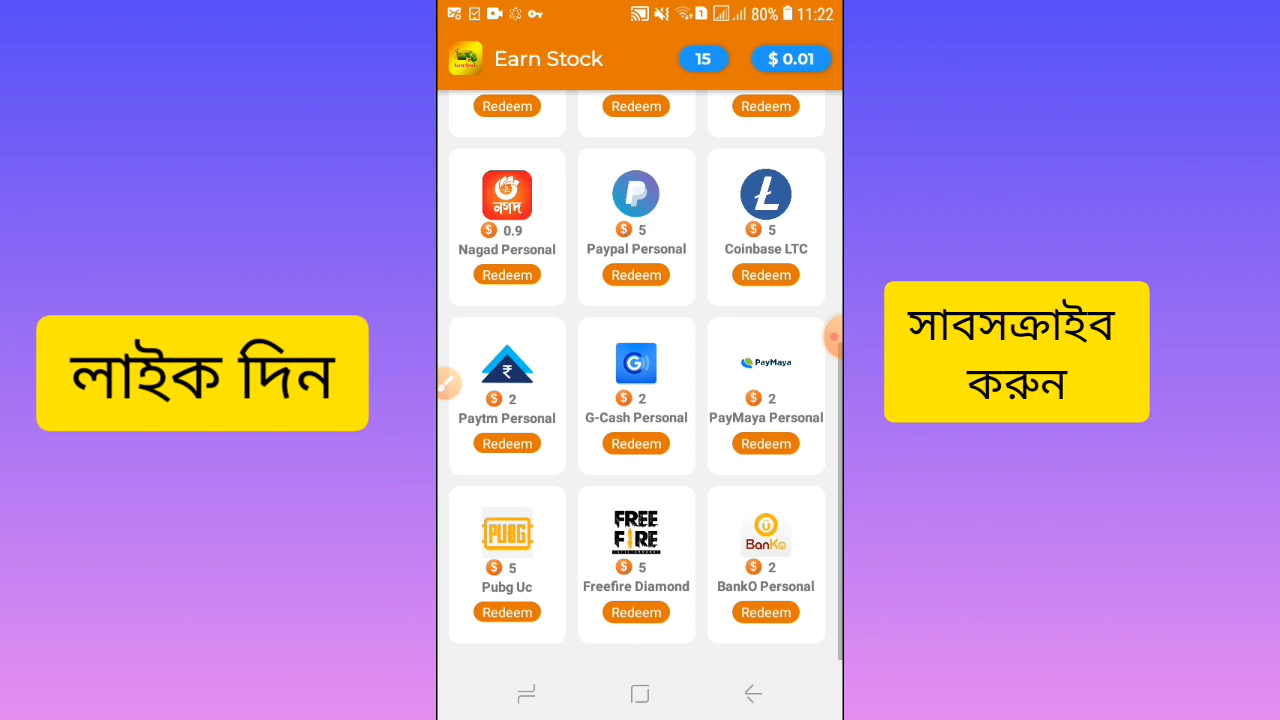 1
80%
11:22
Earn Stock
15
$ 0.01
Redeem
Redeem
Redeem
নগদ
$ 0.9
Nagad Personal
Redeem
$ 5
Paypal Personal
Redeem
$ 5
Coinbase LTC
Redeem
₹
$ 2
Paytm Personal
Redeem
G
$ 2
G-Cash Personal
Redeem
PayMaya
$ 2
PayMaya Personal
Redeem
PUBG
$ 5
Pubg Uc
Redeem
FREE
FIRE
$ 5
Freefire Diamond
Redeem
BanKo
$ 2
BankO Personal
Redeem
লাইক দিন
সাবসক্রাইব
করুন